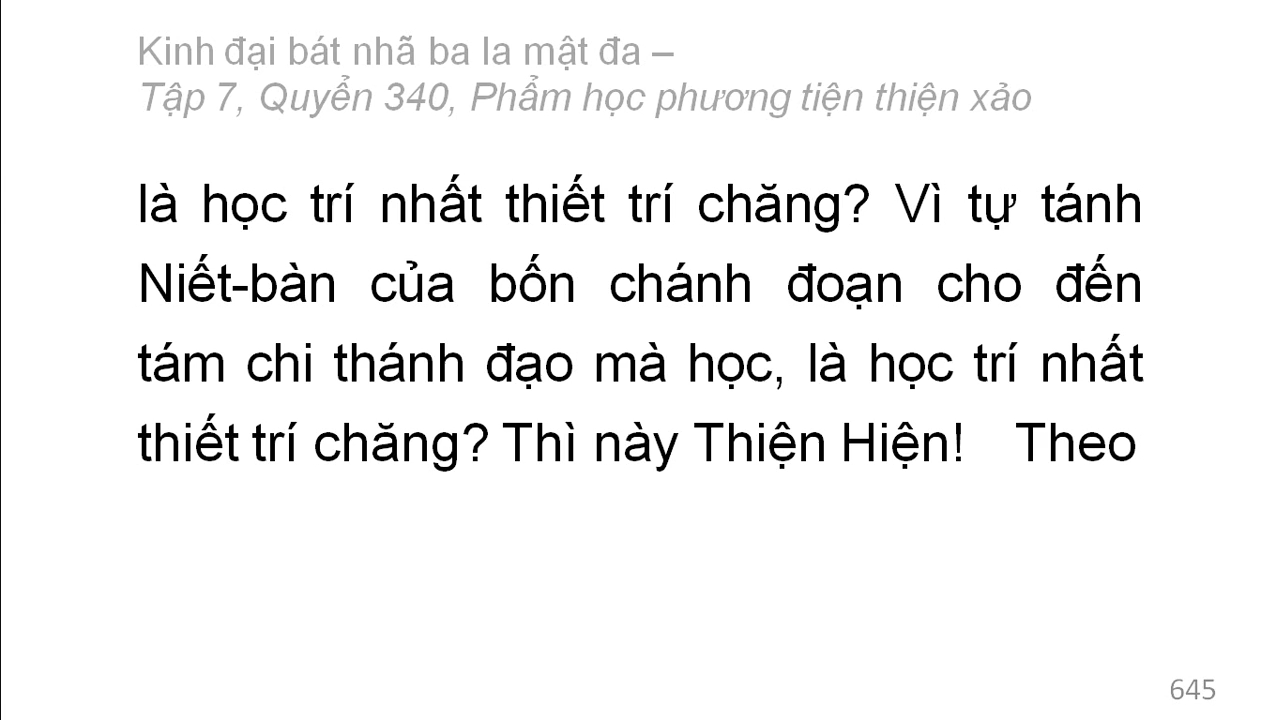 Kinh đại bát nhã ba la mật đa –
Tập 7, Quyển 340, Phẩm học phương tiện thiện xảo
là học trí nhất thiết trí chăng? Vì tự tánh
Niết-bàn của bốn chánh đoạn cho đến
tám chi thánh đạo mà học, là học trí nhất
thiết trí chăng? Thì này Thiện Hiện! Theo
645